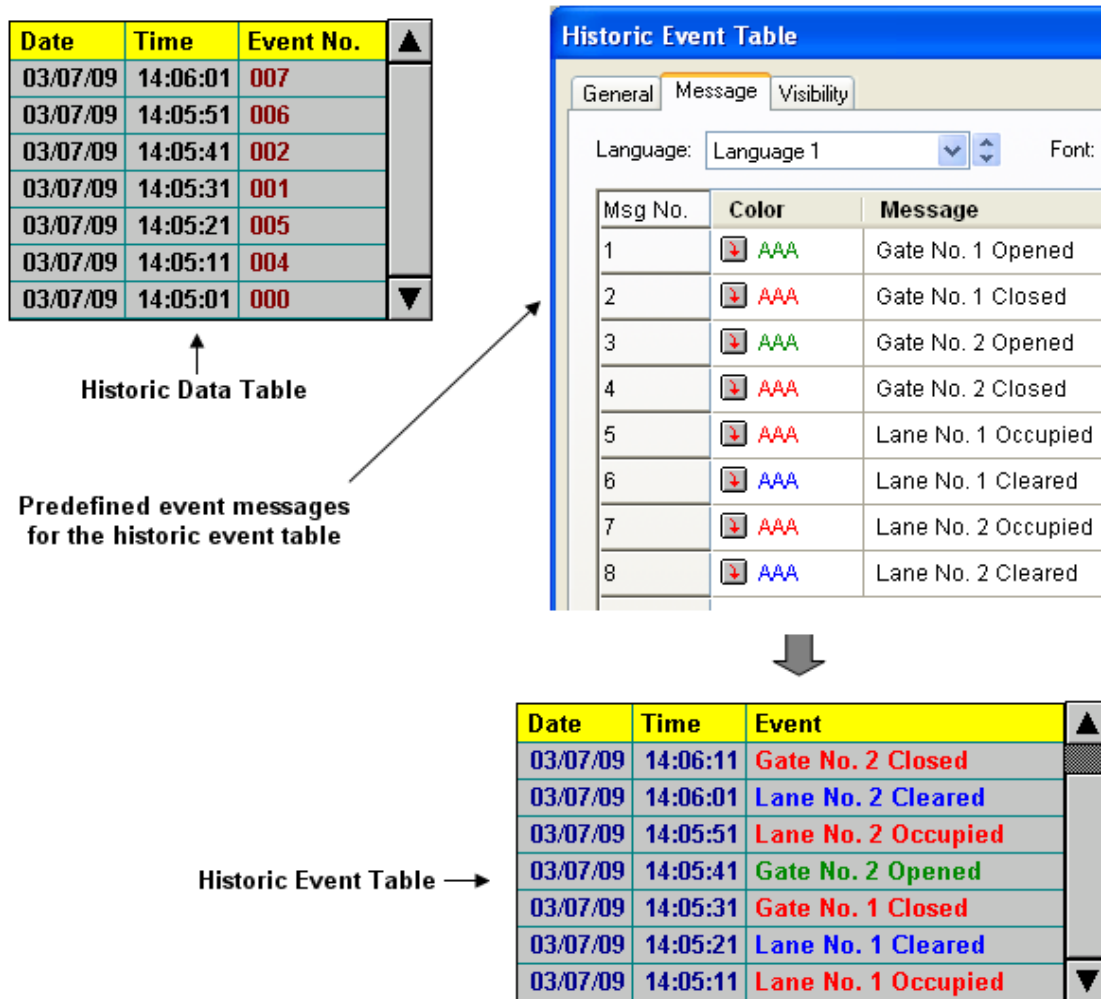 Date Time Event No.
03/07/09 14:06:01 007
03/07/09 14:05:51 006
03/07/09 14:05:41 002
03/07/09 14:05:31 001
03/07/09 14:05:21 005
03/07/09 14:05:11 004
03/07/09 14:05:01 000
Historic Data Table
Predefined event messages
for the historic event table
Historic Event Table
General Message Visibility
Language: Language 1 Font:
Msg No. Color Message
1 AAA Gate No. 1 Opened
2 AAA Gate No. 1 Closed
3 AAA Gate No. 2 Opened
4 AAA Gate No. 2 Closed
5 AAA Lane No. 1 Occupied
6 AAA Lane No. 1 Cleared
7 AAA Lane No. 2 Occupied
8 AAA Lane No. 2 Cleared
Historic Event Table
Date Time Event
03/07/09 14:06:11 Gate No. 2 Closed
03/07/09 14:06:01 Lane No. 2 Cleared
03/07/09 14:05:51 Lane No. 2 Occupied
03/07/09 14:05:41 Gate No. 2 Opened
03/07/09 14:05:31 Gate No. 1 Closed
03/07/09 14:05:21 Lane No. 1 Cleared
03/07/09 14:05:11 Lane No. 1 Occupied